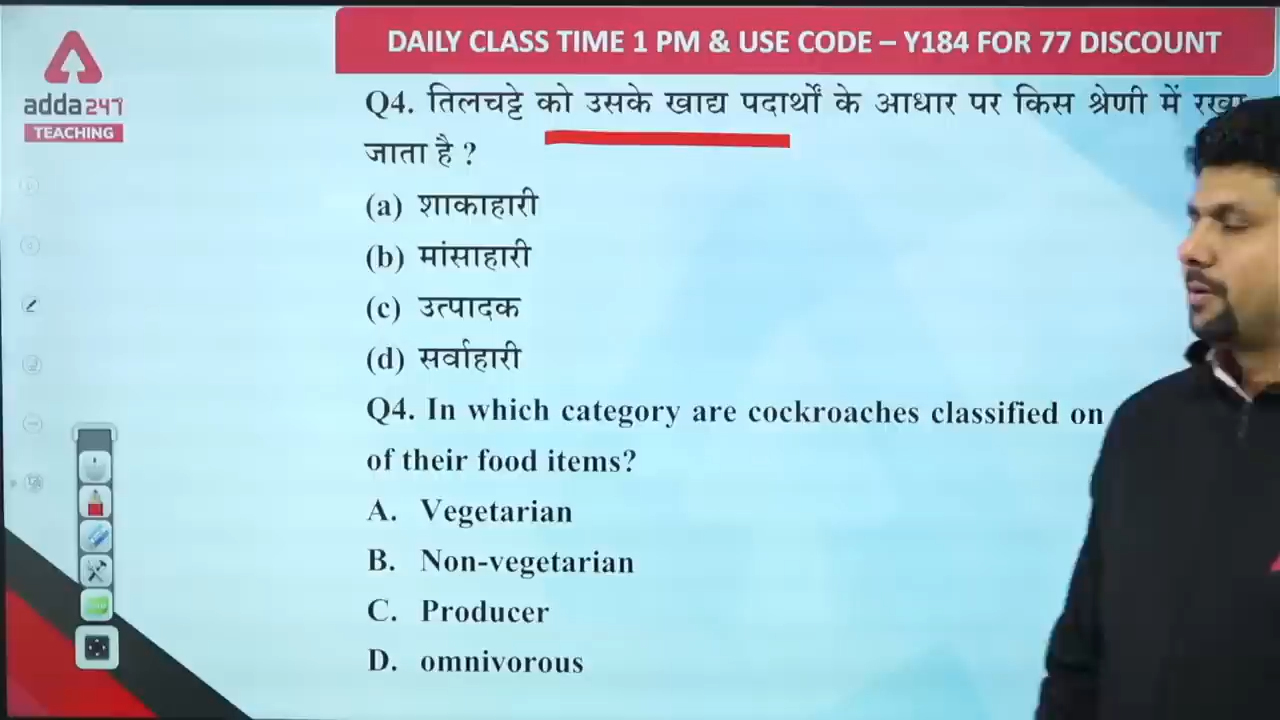 DAILY CLASS TIME 1 PM & USE CODE – Y184 FOR 77 DISCOUNT
adda247
TEACHING
Q4. तिलचट्टे को उसके खाद्य पदार्थों के आधार पर किस श्रेणी में रखा
जाता है ?
(a) शाकाहारी
(b) मांसाहारी
(c) उत्पादक
(d) सर्वाहारी
Q4. In which category are cockroaches classified on
of their food items?
A. Vegetarian
B. Non-vegetarian
C. Producer
D. omnivorous